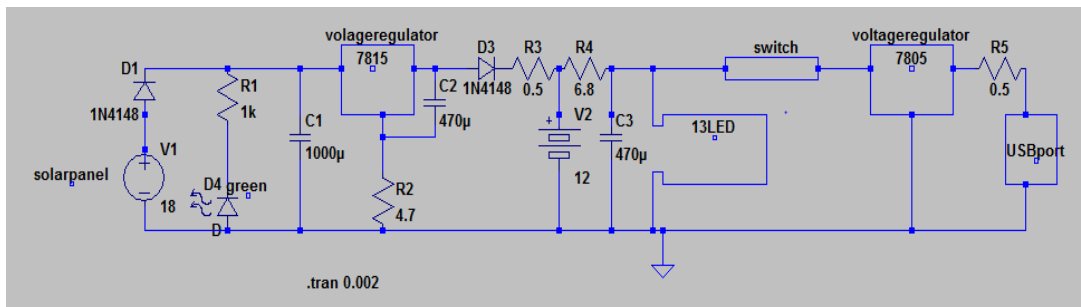 volageregulator
7815
D1
1N4148
R1
1k
C1
1000µ
C2
470µ
R2
4.7
D3
1N4148
R3
0.5
R4
6.8
V2
+
12
C3
470µ
13LED
switch
voltageregulator
7805
R5
0.5
USBport
solarpanel
V1
18
D4 green
D
.tran 0.002